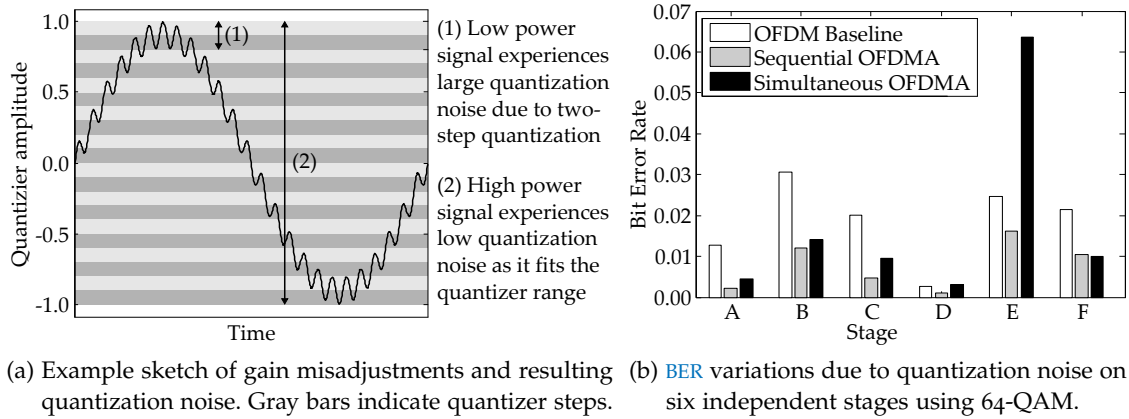 Quantizier amplitude
1.0
0.5
0.0
-0.5
-1.0
(1)
(2)
Time
(1) Low power
signal experiences
large quantization
noise due to two-
step quantization
(2) High power
signal experiences
low quantization
noise as it fits the
quantizer range
(a) Example sketch of gain misadjustments and resulting
quantization noise. Gray bars indicate quantizer steps.
Bit Error Rate
0.07
0.06
0.05
0.04
0.03
0.02
0.01
0.00
OFDM Baseline
Sequential OFDMA
Simultaneous OFDMA
A B C D E F
Stage
(b) BER variations due to quantization noise on
six independent stages using 64-QAM.